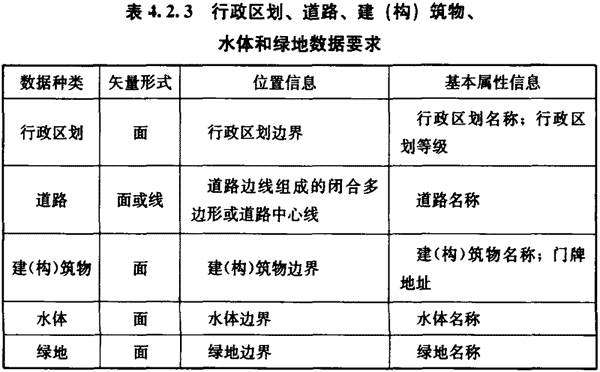 表 4.2.3 行政区划、道路、建（构）筑物、
水体和绿地数据要求
数据种类 矢量形式 位置信息 基本属性信息
行政区划 面 行政区划边界 行政区划名称；行政区
划等级
道路 面或线 道路边线组成的闭合多
边形或道路中心线 道路名称
建(构)筑物 面 建(构)筑物边界 建(构)筑物名称；门牌
地址
水体 面 水体边界 水体名称
绿地 面 绿地边界 绿地名称